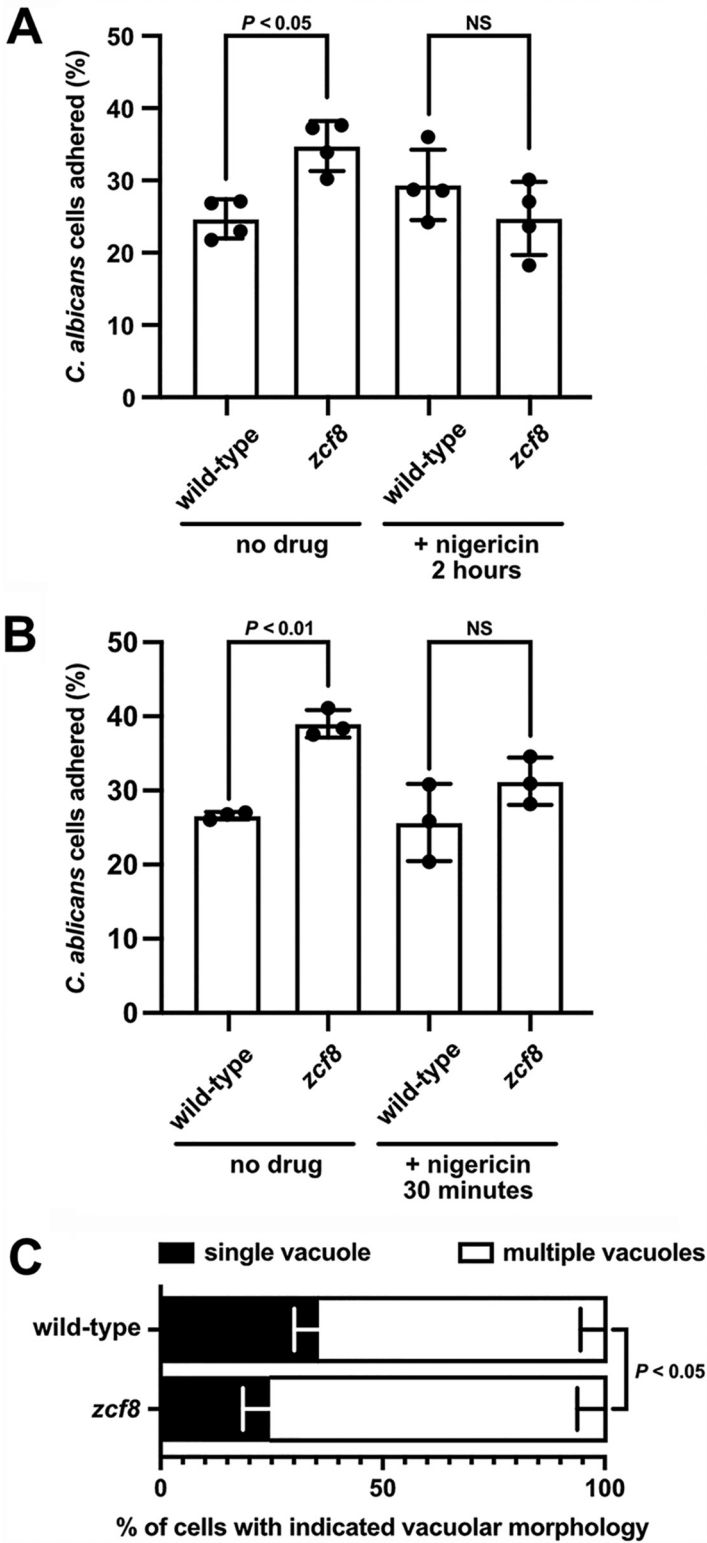 A
P < 0.05
NS
C. albicans cells adhered (%)
50
40
30
20
10
0
wild-type
zcf8
wild-type
zcf8
no drug
+ nigericin
2 hours
B
P < 0.01
NS
C. ablicans cells adhered (%)
50
40
30
20
10
0
wild-type
zcf8
wild-type
zcf8
no drug
+ nigericin
30 minutes
C
single vacuole
multiple vacuoles
wild-type
zcf8
P < 0.05
0
50
100
% of cells with indicated vacuolar morphology